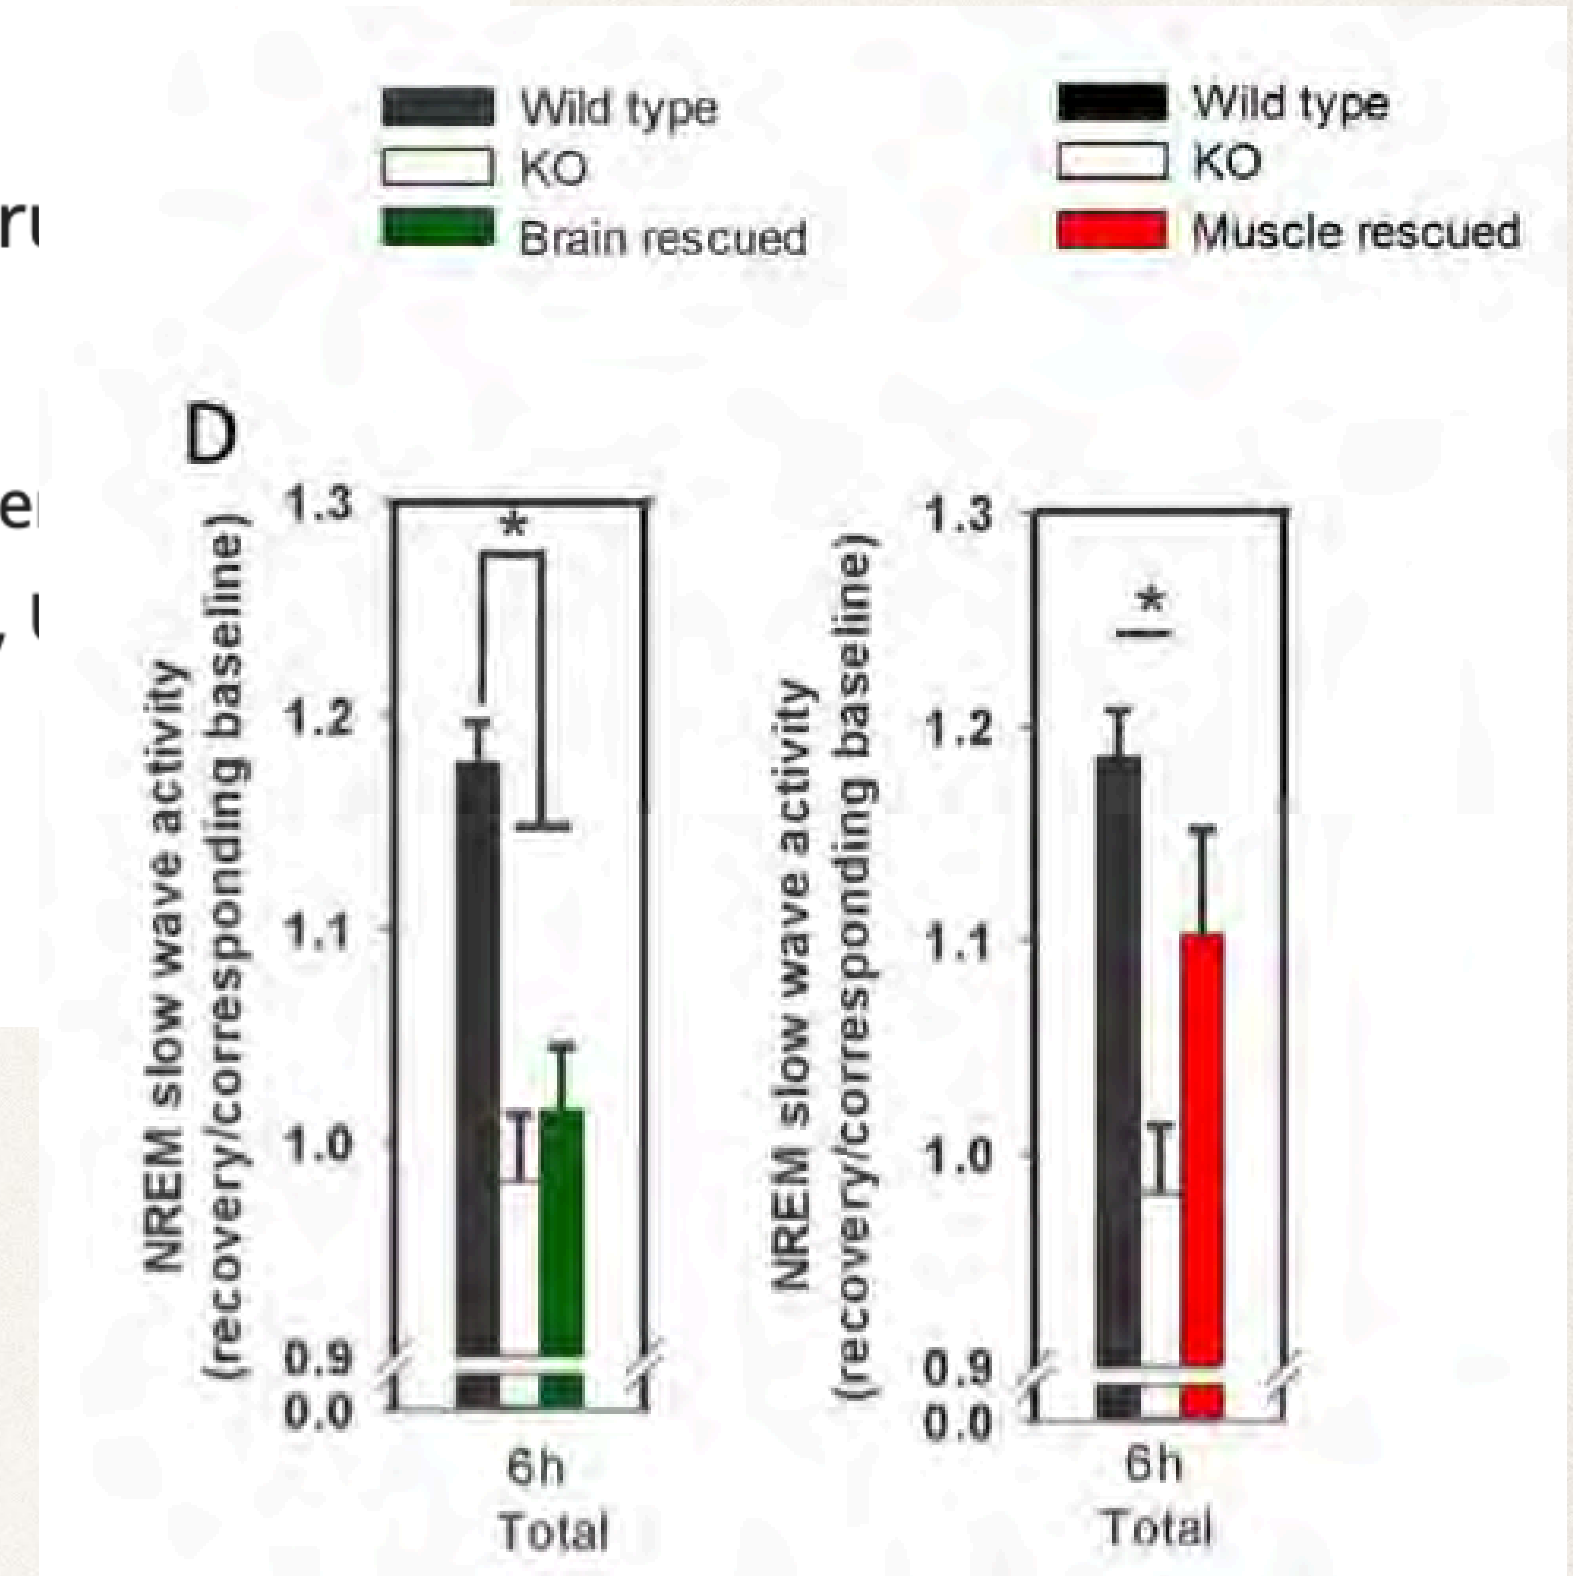 Wild type
KO
Brain rescued
Wild type
KO
Muscle rescued
D
NREM slow wave activity
(recovery/corresponding baseline)
1.3
*
1.2
1.1
1.0
0.9
0.0
6h
Total
NREM slow wave activity
(recovery/corresponding baseline)
1.3
*
1.2
1.1
1.0
0.9
0.0
6h
Total